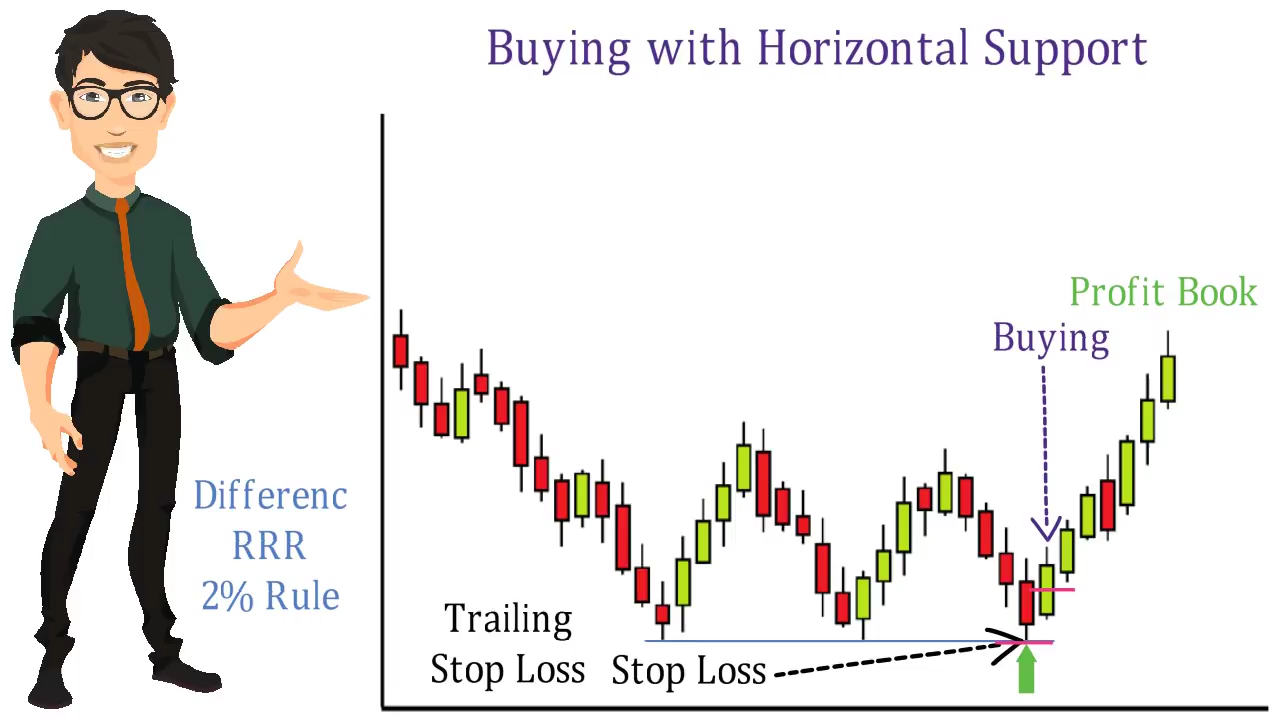 Buying with Horizontal Support
Profit Book
Buying
Differenc
RRR
2% Rule
Trailing
Stop Loss
Stop Loss